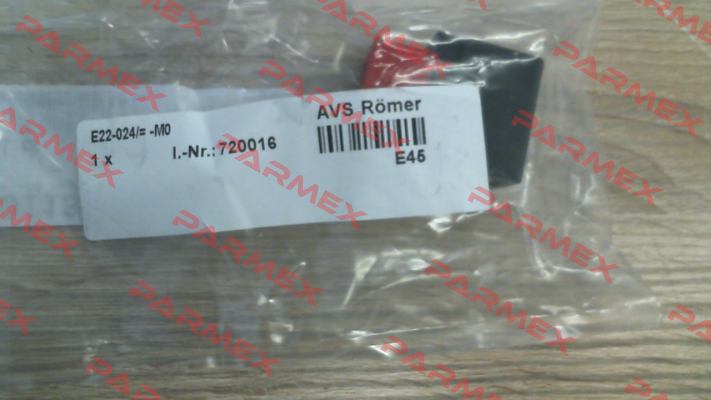 E22-024/= -M0
1 x
I.-Nr.: 720016
AVS Römer
E45
PARMEX